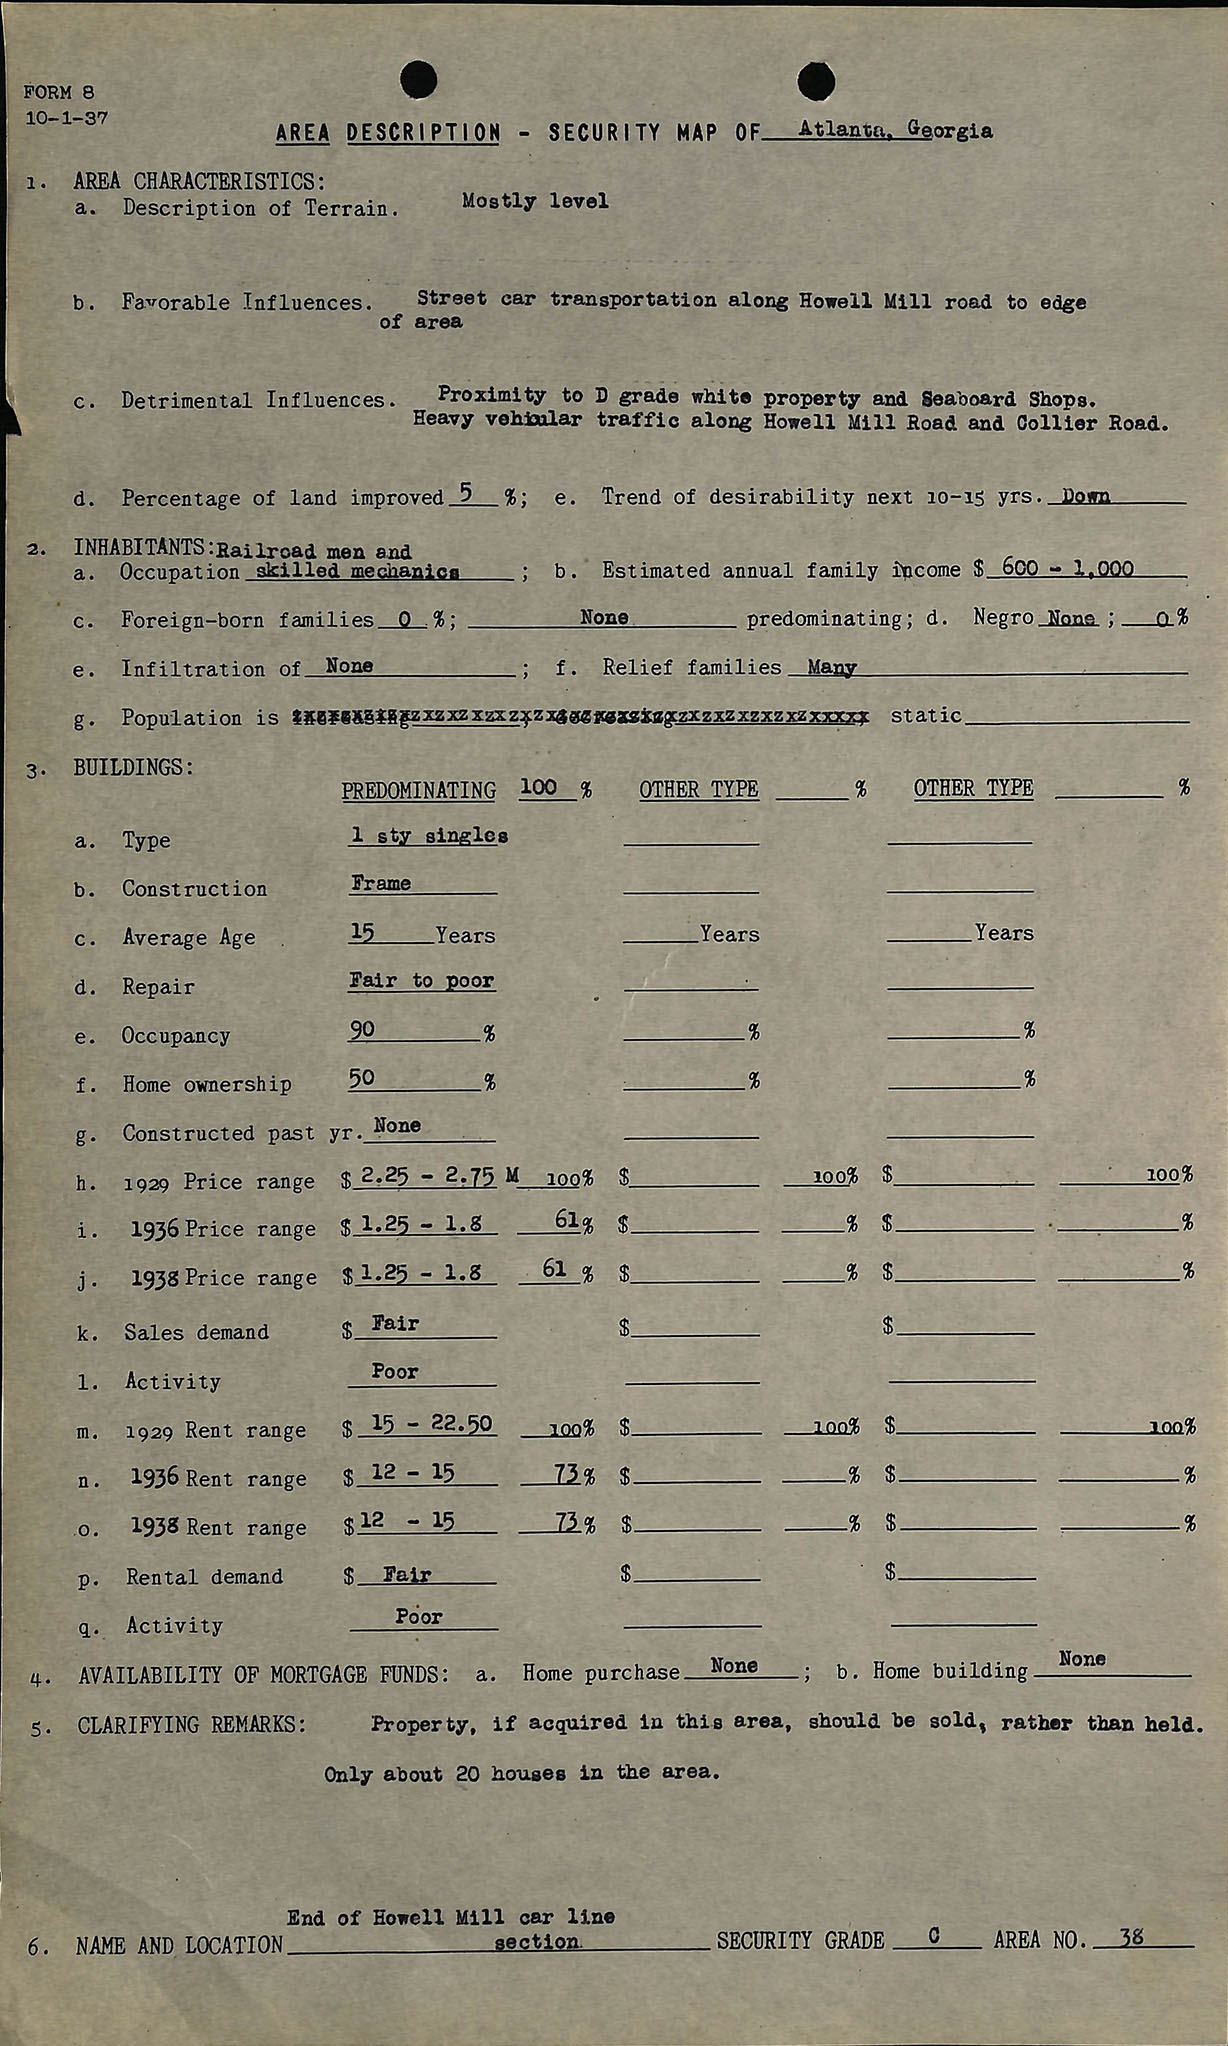 FORM 8
10-1-37
AREA DESCRIPTION - SECURITY MAP OF Atlanta, Georgia
1. AREA CHARACTERISTICS:
a. Description of Terrain. Mostly level
b. Favorable Influences. Street car transportation along Howell Mill road to edge
of area
c. Detrimental Influences. Proximity to D grade white property and Seaboard Shops.
Heavy vehicular traffic along Howell Mill Road and Collier Road.
d. Percentage of land improved 5 %; e. Trend of desirability next 10-15 yrs. Down
2. INHABITANTS: Railroad men and
a. Occupation skilled mechanics ; b. Estimated annual family income $ 600 - 1,000
c. Foreign-born families 0 %; None predominating; d. Negro None ; 0 %
e. Infiltration of None ; f. Relief families Many
g. Population is static
3. BUILDINGS:
PREDOMINATING 100 % OTHER TYPE % OTHER TYPE %
a. Type 1 sty singles
b. Construction Frame
c. Average Age 15 Years Years Years
d. Repair Fair to poor
e. Occupancy 90 % % %
f. Home ownership 50 % % %
g. Constructed past yr. None
h. 1929 Price range $ 2.25 - 2.75 M 100% $ 100% $ 100%
i. 1936 Price range $ 1.25 - 1.8 61% $ % $ %
j. 1938 Price range $ 1.25 - 1.8 61 % $ % $ %
k. Sales demand $ Fair $ $
l. Activity Poor
m. 1929 Rent range $ 15 - 22.50 100% $ 100% $ 100%
n. 1936 Rent range $ 12 - 15 73% $ % $ %
o. 1938 Rent range $ 12 - 15 73% $ % $ %
p. Rental demand $ Fair $ $
q. Activity Poor
4. AVAILABILITY OF MORTGAGE FUNDS: a. Home purchase None ; b. Home building None
5. CLARIFYING REMARKS: Property, if acquired in this area, should be sold, rather than held.
Only about 20 houses in the area.
End of Howell Mill car line
6. NAME AND LOCATION section SECURITY GRADE C AREA NO. 38